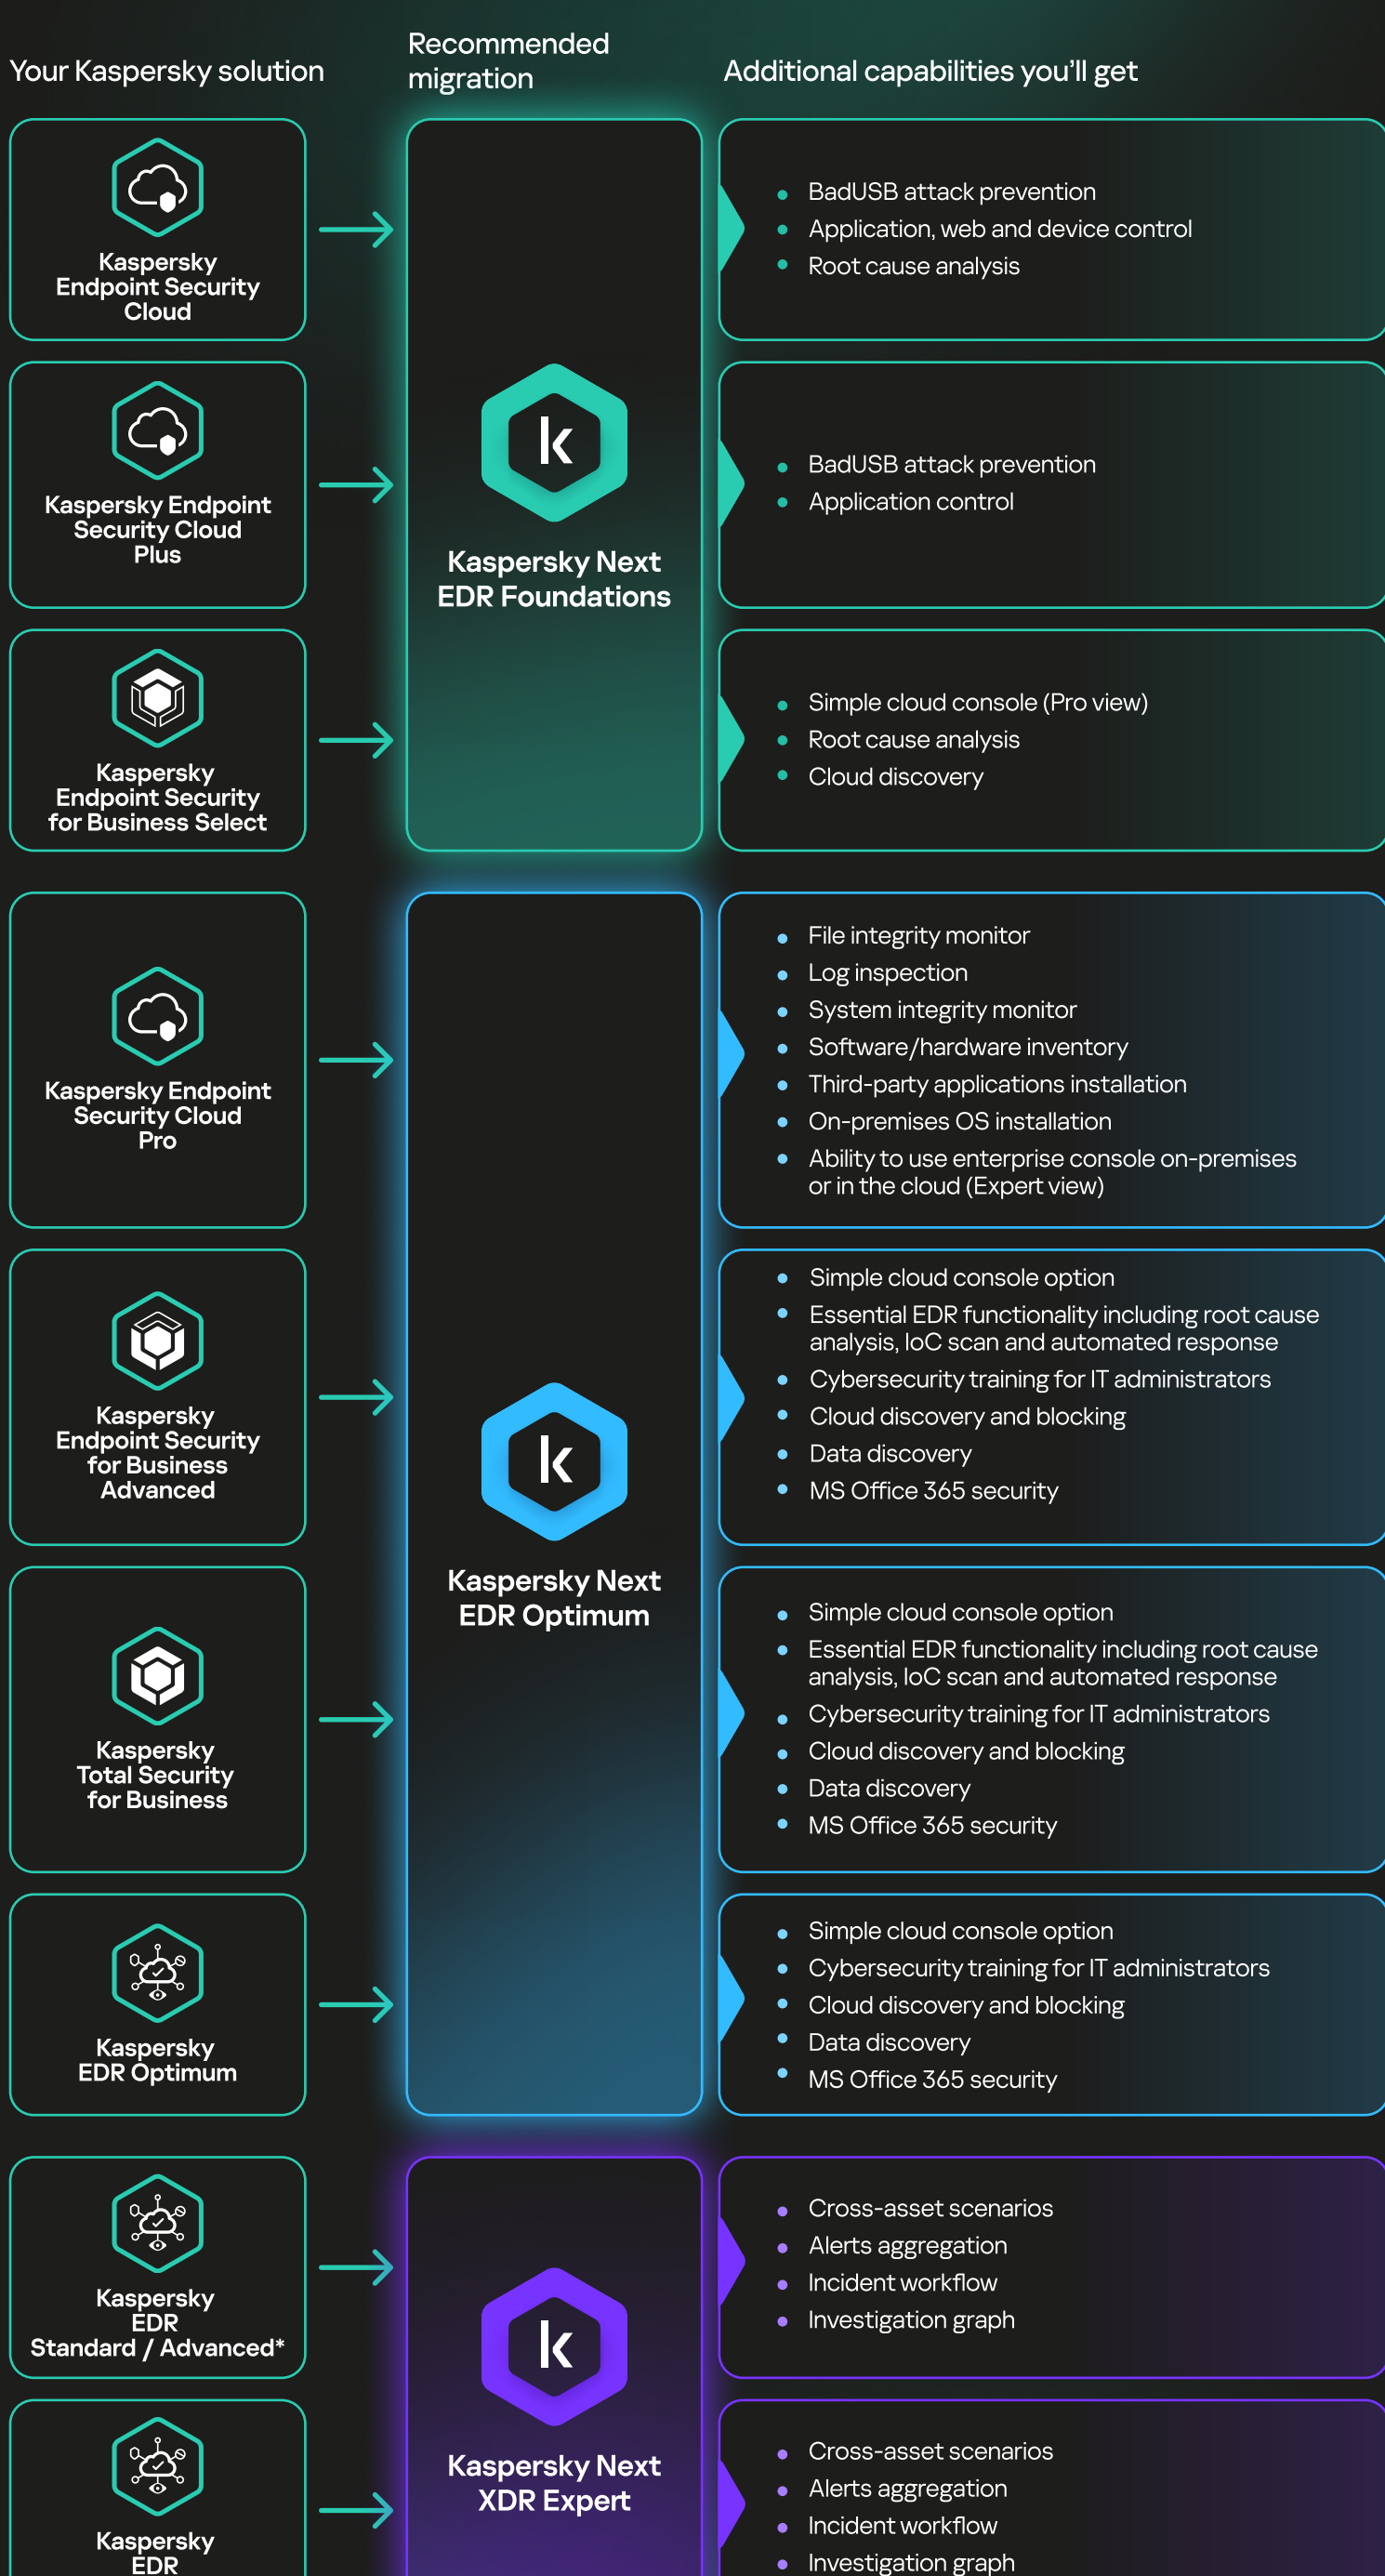 Your Kaspersky solution
Recommended
migration
Additional capabilities you'll get
Kaspersky
Endpoint Security
Cloud
BadUSB attack prevention
Application, web and device control
Root cause analysis
Kaspersky Endpoint
Security Cloud
Plus
BadUSB attack prevention
Application control
Kaspersky Next
EDR Foundations
Kaspersky
Endpoint Security
for Business Select
Simple cloud console (Pro view)
Root cause analysis
Cloud discovery
Kaspersky Endpoint
Security Cloud
Pro
File integrity monitor
Log inspection
System integrity monitor
Software/hardware inventory
Third-party applications installation
On-premises OS installation
Ability to use enterprise console on-premises
or in the cloud (Expert view)
Kaspersky
Endpoint Security
for Business
Advanced
Simple cloud console option
Essential EDR functionality including root cause
analysis, IoC scan and automated response
Cybersecurity training for IT administrators
Cloud discovery and blocking
Data discovery
MS Office 365 security
Kaspersky Next
EDR Optimum
Kaspersky
Total Security
for Business
Simple cloud console option
Essential EDR functionality including root cause
analysis, IoC scan and automated response
Cybersecurity training for IT administrators
Cloud discovery and blocking
Data discovery
MS Office 365 security
Kaspersky
EDR Optimum
Simple cloud console option
Cybersecurity training for IT administrators
Cloud discovery and blocking
Data discovery
MS Office 365 security
Kaspersky
EDR
Standard / Advanced*
Cross-asset scenarios
Alerts aggregation
Incident workflow
Investigation graph
Kaspersky Next
XDR Expert
Kaspersky
EDR
Cross-asset scenarios
Alerts aggregation
Incident workflow
Investigation graph